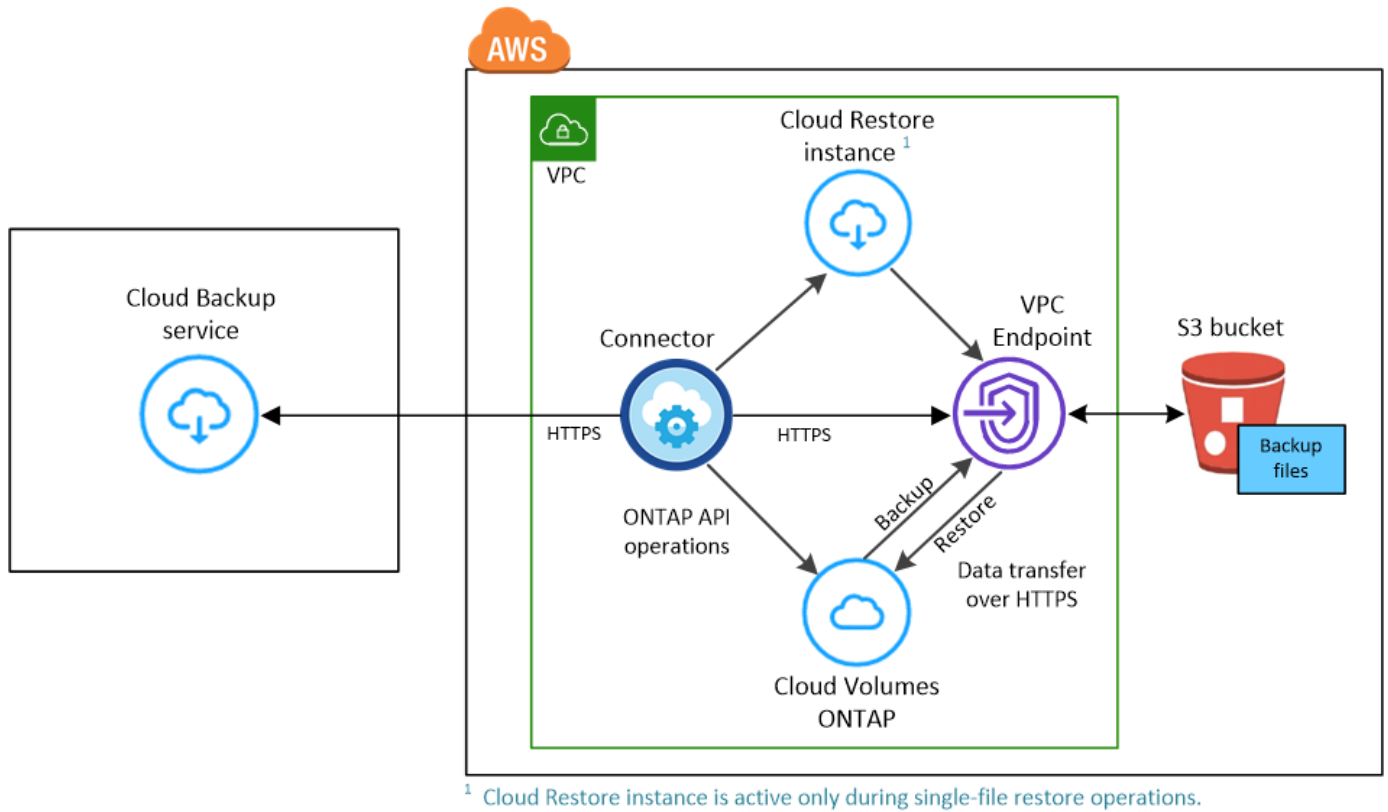 AWS
Cloud Restore
instance 1
VPC
Cloud Backup
service
Connector
VPC
Endpoint
S3 bucket
HTTPS
HTTPS
Backup
files
ONTAP API
operations
Backup
Restore
Data transfer
over HTTPS
Cloud Volumes
ONTAP
1 Cloud Restore instance is active only during single-file restore operations.